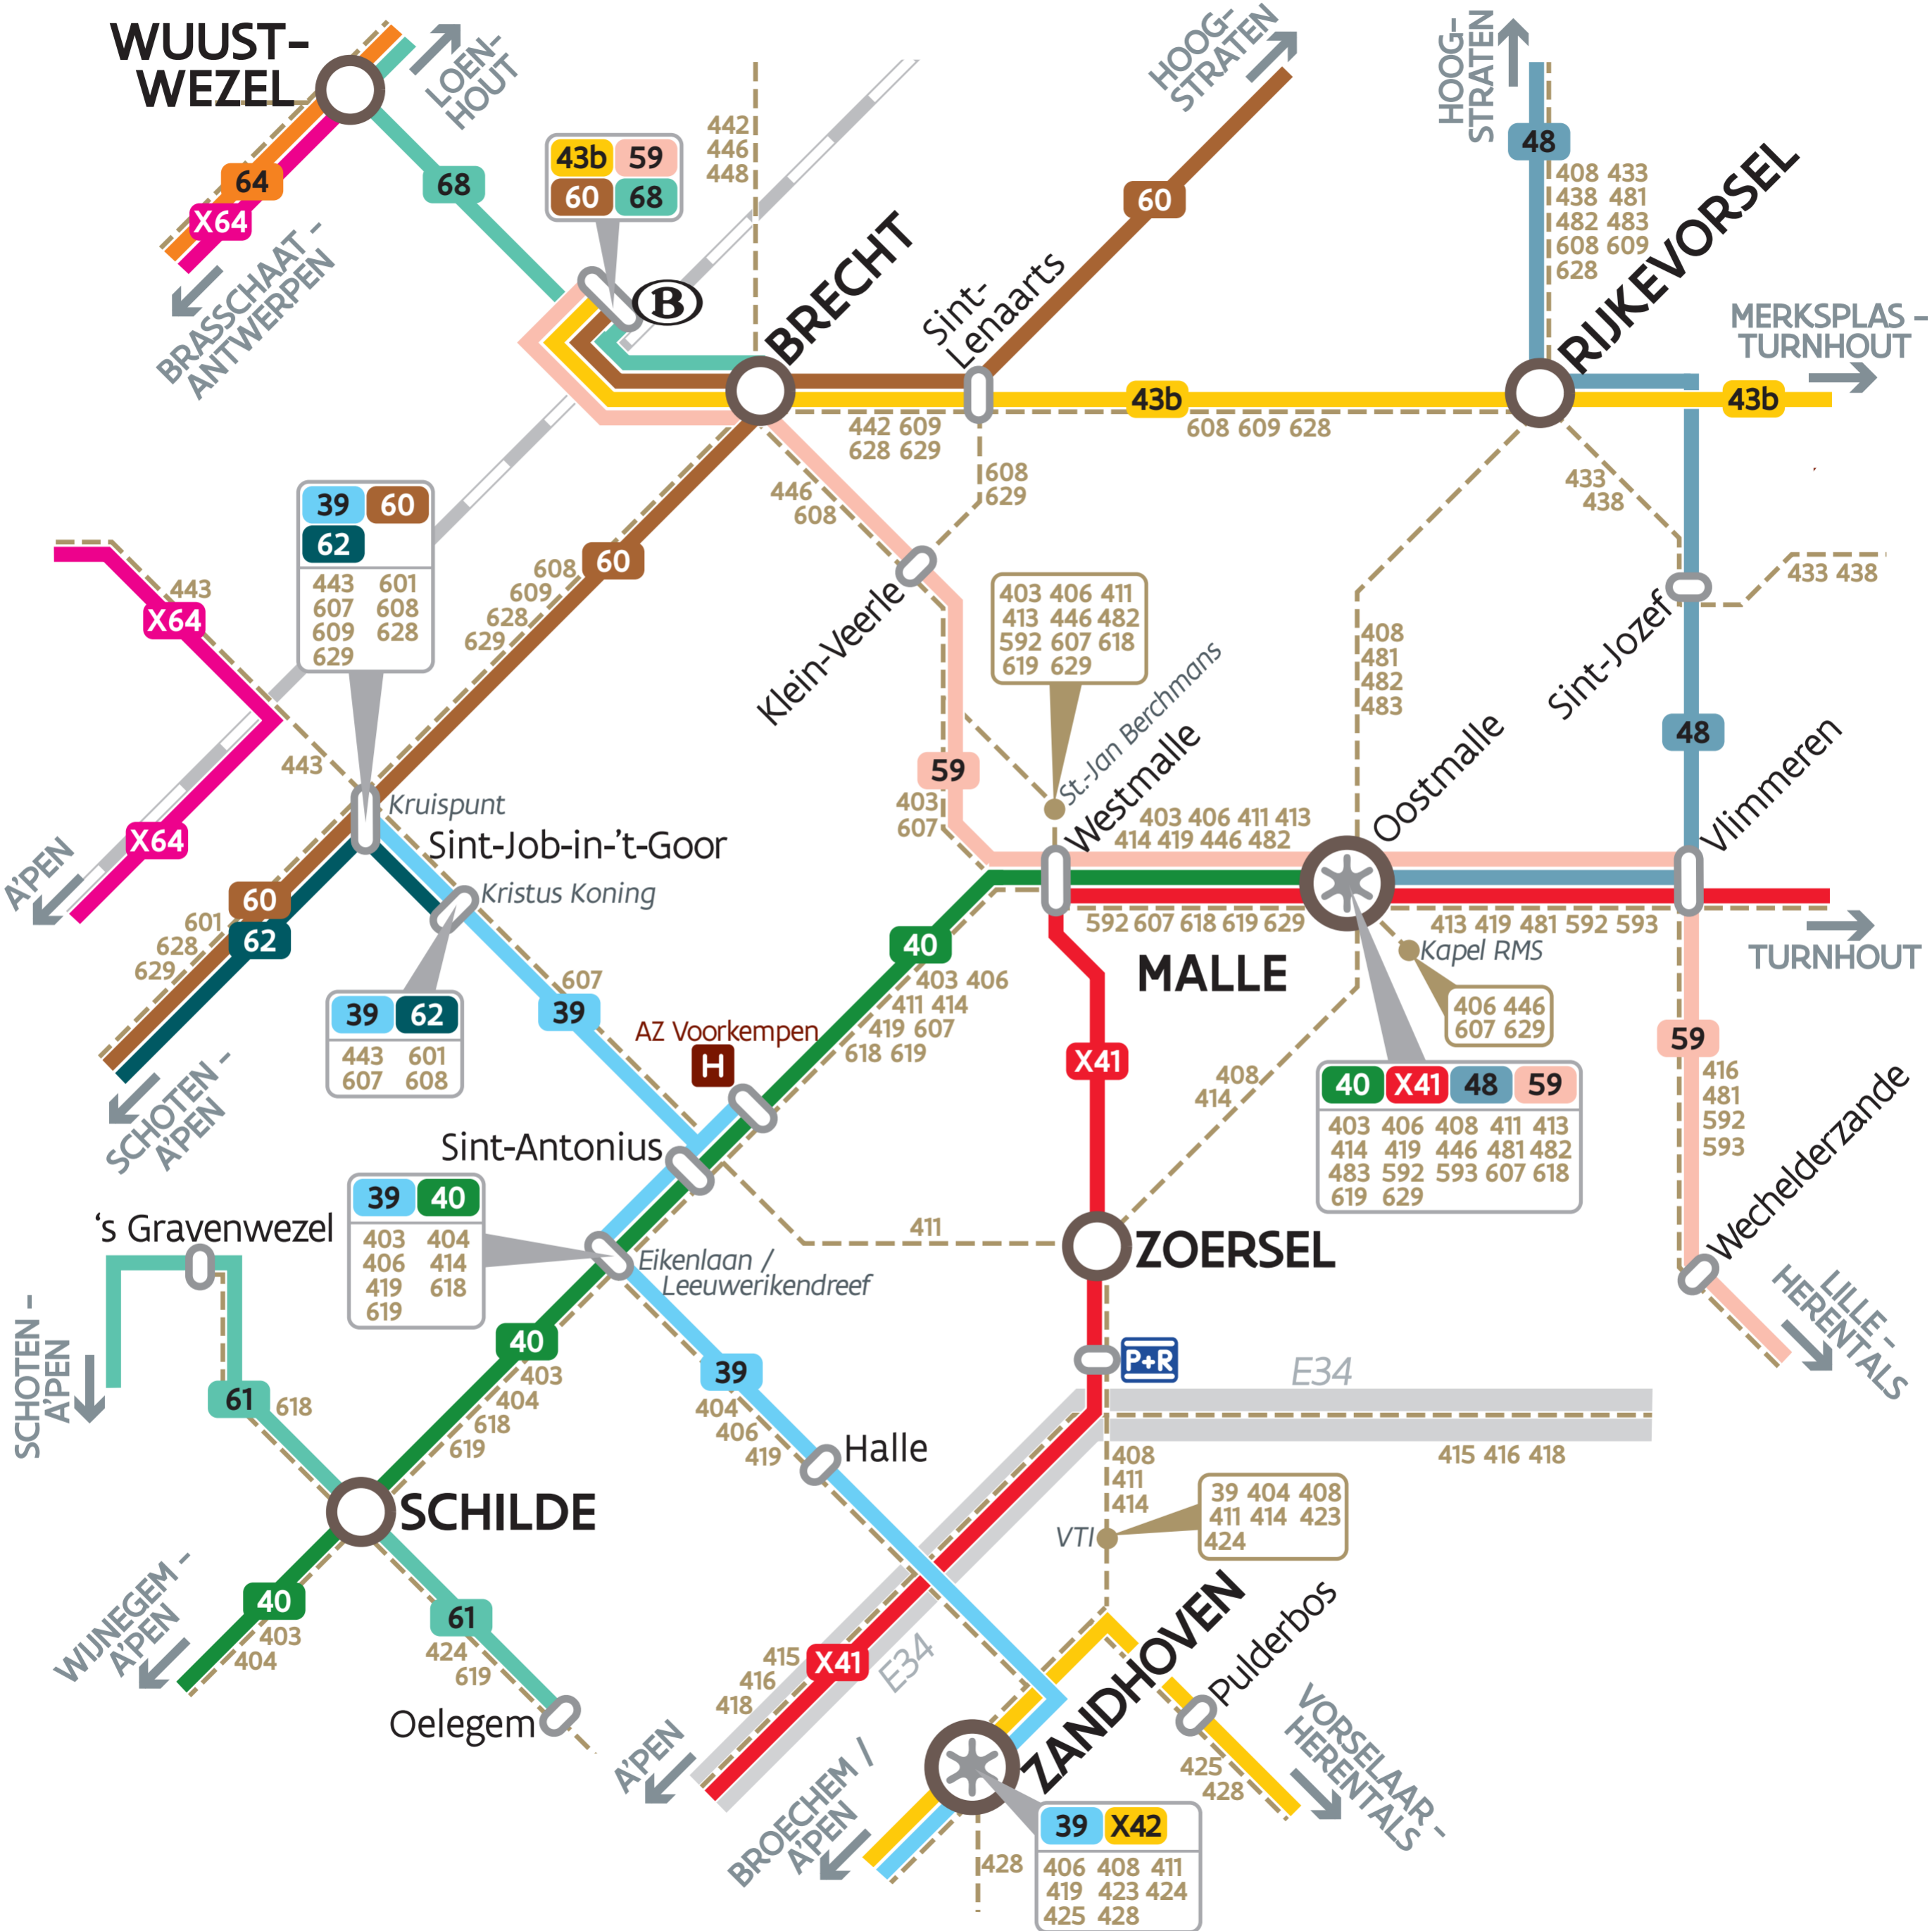 WUUST-
WEZEL
LOEN-
HOUT
64
X64
BRASSCHAAT -
ANTWERPEN
68
43b 59
60 68
B
442
446
448
BRECHT
HOOG-
STRATEN
60
Sint-
Lenaarts
HOOG-
STRATEN
48
408 433
438 481
482 483
608 609
628
RIJKEVORSEL
MERKSPLAS -
TURNHOUT
43b
43b
442 609
628 629
608 609 628
608
629
446
608
433
438
433 438
39 60
62
443 601
607 608
609 628
629
60
608
609
628
629
443
X64
443
X64
A'PEN
Klein-Veerle
403 406 411
413 446 482
592 607 618
619 629
St.-Jan Berchmans
Westmalle
59
403
607
408
481
482
483
Sint-Jozef
48
Oostmalle
Vlimmeren
403 406 411 413
414 419 446 482
592 607 618 619 629
413 419 481 592 593
TURNHOUT
MALLE
Kapel RMS
406 446
607 629
Kruispunt
Sint-Job-in-'t-Goor
Kristus Koning
60
62
601
628
629
SCHOTEN -
A'PEN
39 62
443 601
607 608
607
39
40
403 406
411 414
419 607
618 619
AZ Voorkempen
H
X41
408
414
40 X41 48 59
403 406 408 411 413
414 419 446 481 482
483 592 593 607 618
619 629
59
416
481
592
593
Wechelderzande
LILLE -
HERENTALS
Sint-Antonius
39 40
403 404
406 414
419 618
619
Eikenlaan /
Leeuwerikendreef
411
ZOERSEL
P+R
E34
415 416 418
's Gravenwezel
SCHOTEN -
A'PEN
61
618
40
403
404
618
619
39
404
406
419
Halle
SCHILDE
408
411
414
VTI
39 404 408
411 414 423
424
WIJNEGEM -
A'PEN
40
403
404
61
424
619
Oelegem
415
416
418
X41
E34
A'PEN
ZANDHOVEN
Pulderbos
425
428
VORSELAAR -
HERENTALS
BROECHEM /
A'PEN
428
39 X42
406 408 411
419 423 424
425 428